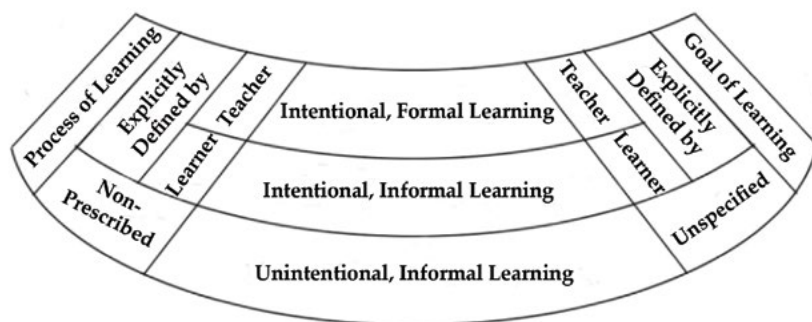 Process of Learning
Explicitly
Defined by
Teacher
Learner
Non-
Prescribed
Intentional, Formal Learning
Intentional, Informal Learning
Unintentional, Informal Learning
Teacher
Learner
Explicitly
Defined by
Unspecified
Goal of Learning